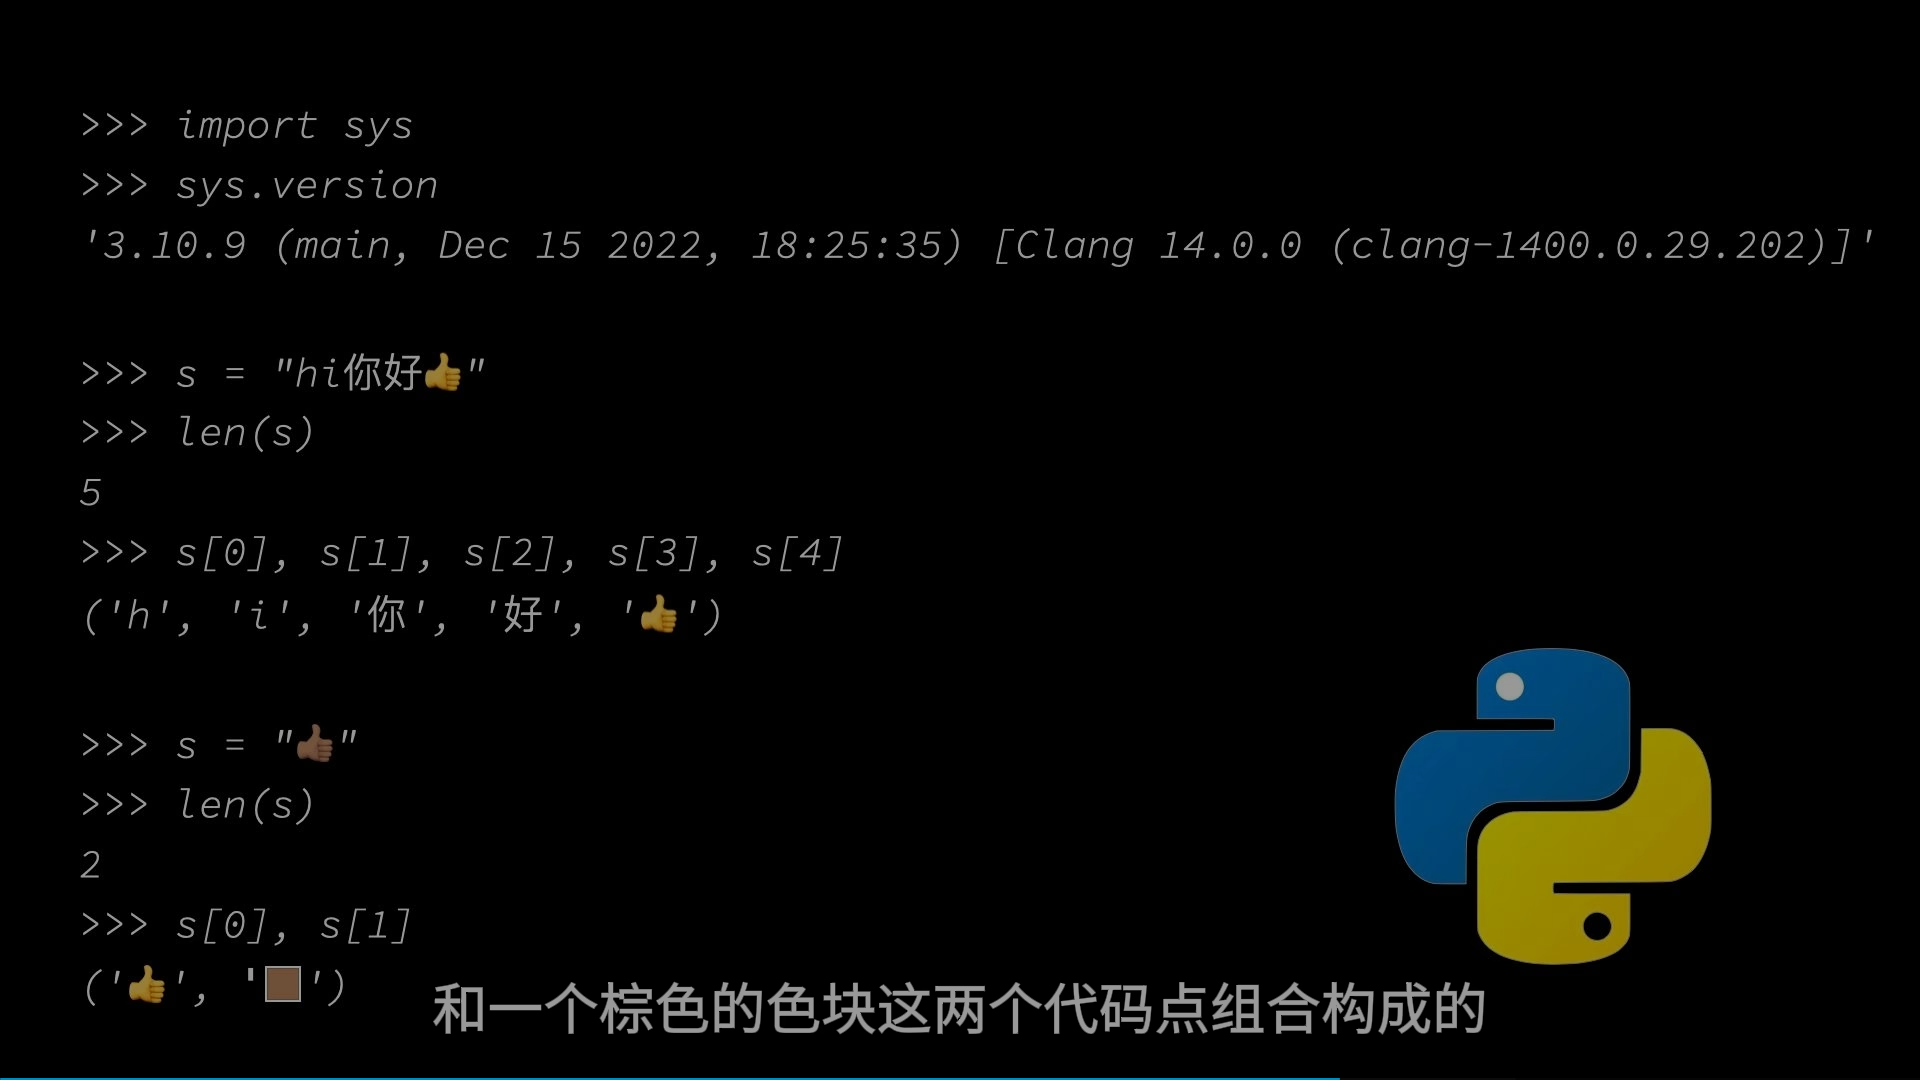 >>> import sys
>>> sys.version
'3.10.9 (main, Dec 15 2022, 18:25:35) [Clang 14.0.0 (clang-1400.0.29.202)]'
>>> s = "hi你好👍"
>>> len(s)
5
>>> s[0], s[1], s[2], s[3], s[4]
('h', 'i', '你', '好', '👍')
>>> s = "👍🏽"
>>> len(s)
2
>>> s[0], s[1]
('👍', '🏽')
和一个棕色的色块这两个代码点组合构成的